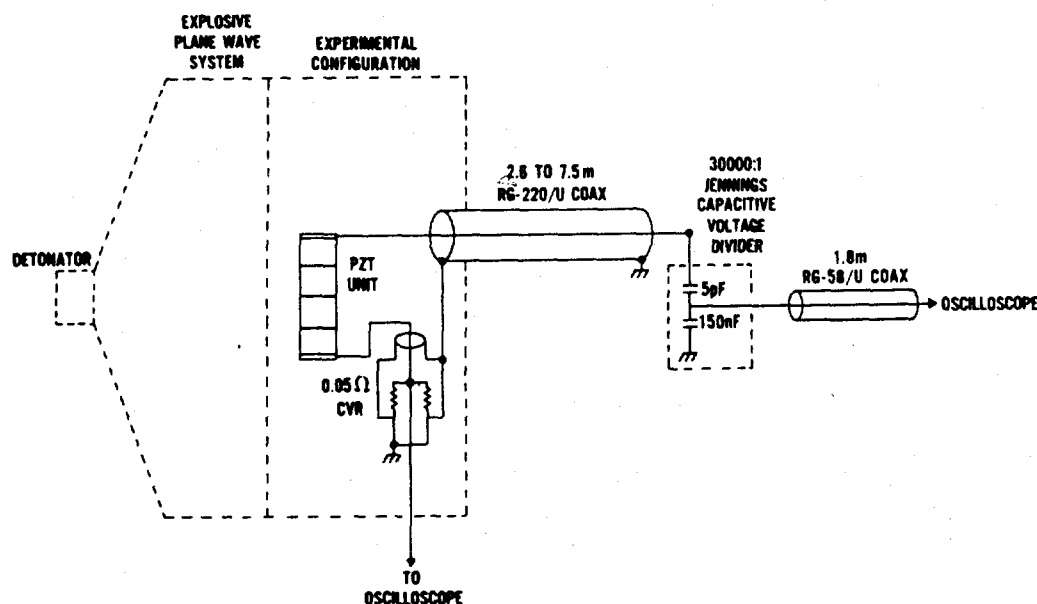 EXPLOSIVE
PLANE WAVE
SYSTEM
EXPERIMENTAL
CONFIGURATION
2.6 TO 7.5m
RG-220/U COAX
30000:1
JENNINGS
CAPACITIVE
VOLTAGE
DIVIDER
DETONATOR
PZT
UNIT
1.8m
RG-58/U COAX
5pF
150nF
OSCILLOSCOPE
0.05Ω
CVR
TO
OSCILLOSCOPE